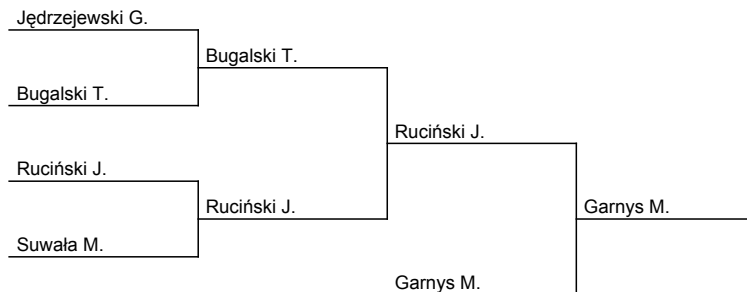 Jędrzejewski G.
Bugalski T.
Bugalski T.
Ruciński J.
Ruciński J.
Ruciński J.
Garnys M.
Suwała M.
Garnys M.